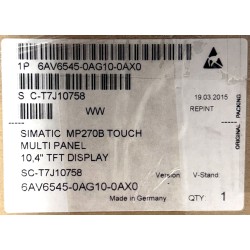 1P 6AV6545-0AG10-0AX0
S C-T7J10758
19.03.2015
WW
REPINT
ORIGINAL PACKING
SIMATIC MP270B TOUCH
MULTI PANEL
10,4" TFT DISPLAY
SC-T7J10758
Version
V-Stand:
6AV6545-0AG10-0AX0
Made in Germany
QTY: 1